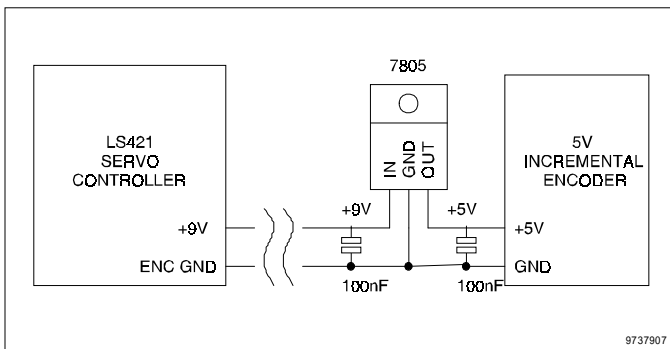 7805
LS421
SERVO
CONTROLLER
5V
INCREMENTAL
ENCODER
IN
GND
OUT
+9V
+9V
+5V
+5V
ENC GND
GND
100nF
100nF
9737907